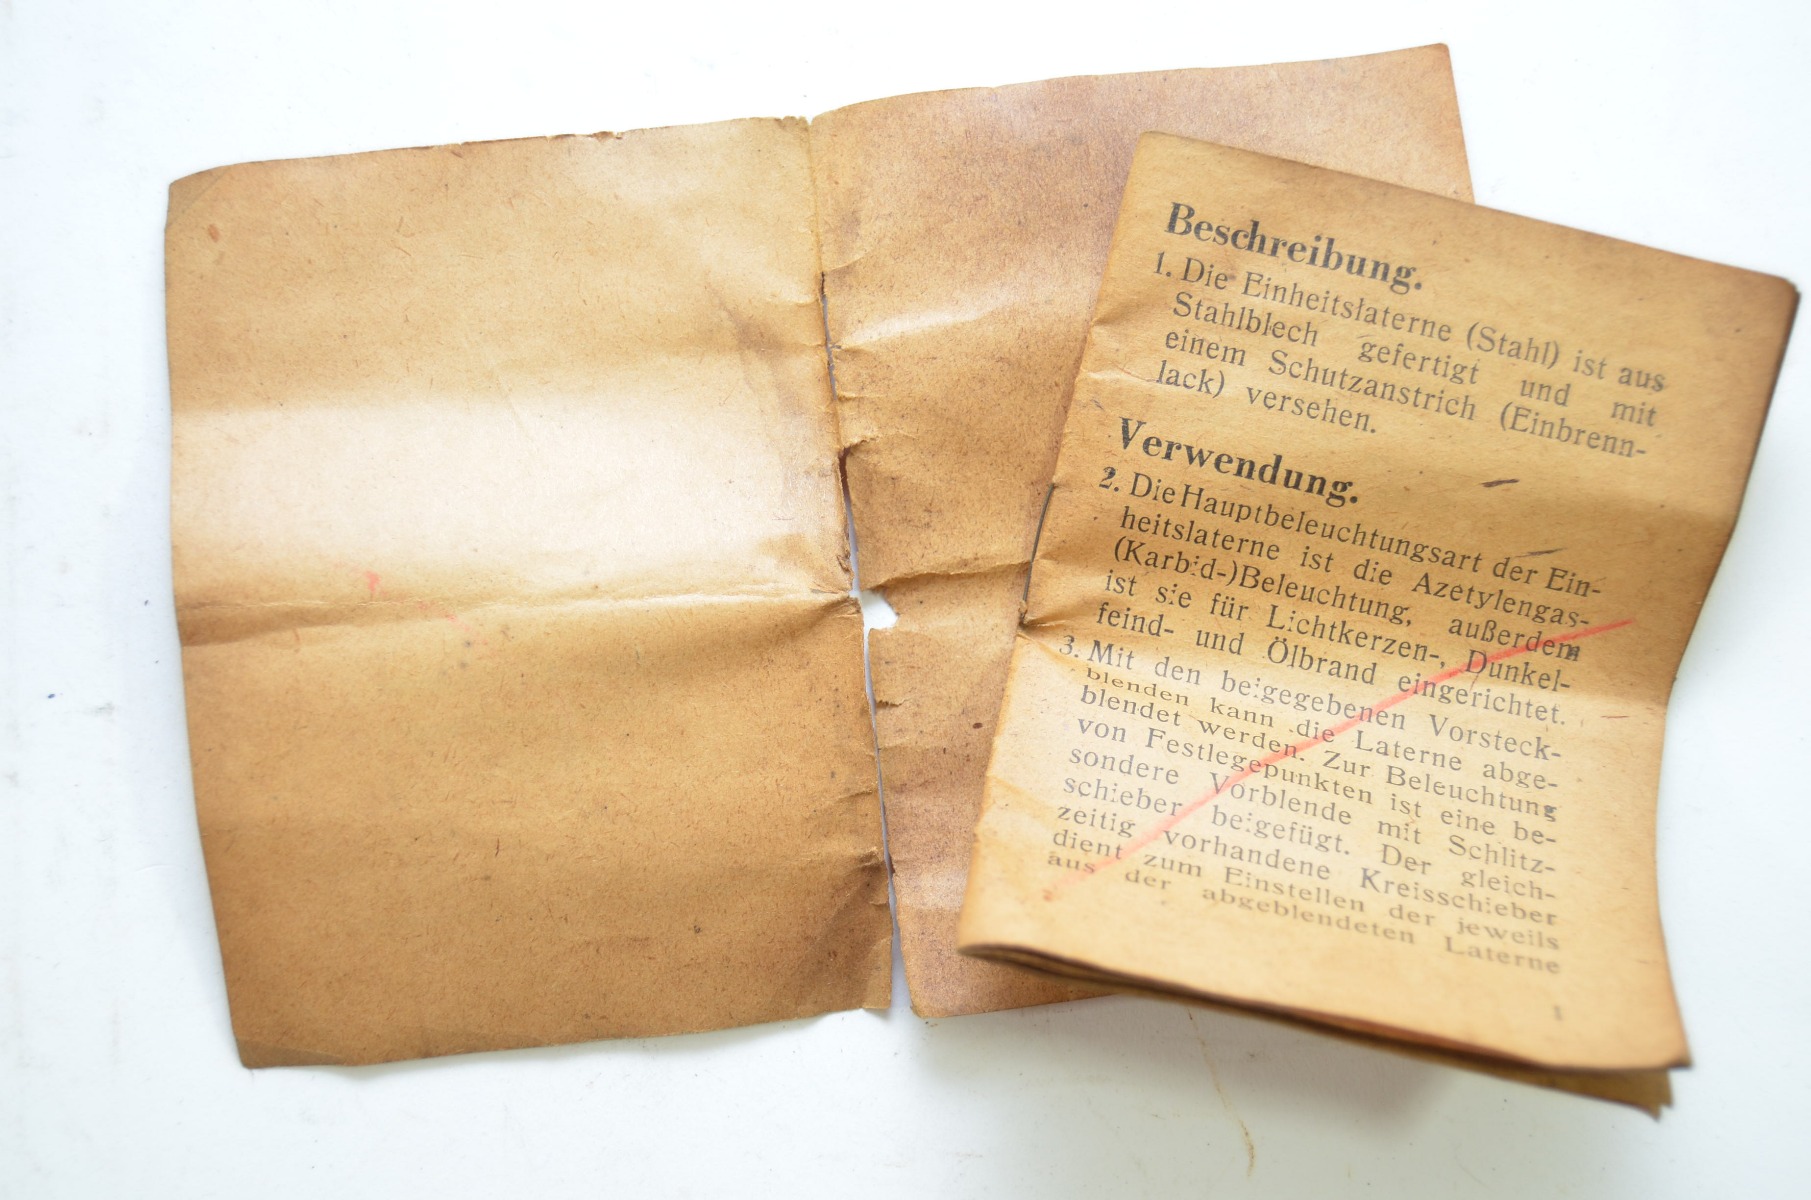 Beschreibung.
1. Die Einheitslaterne (Stahl) ist aus
Stahlblech gefertigt und mit
einem Schutzanstrich (Einbrenn-
lack) versehen.
Verwendung.
2. Die Hauptbeleuchtungsart der Ein-
heitslaterne ist die Azetylengas-
(Karbid-)Beleuchtung, außerdem
ist sie für Lichtkerzen-, Dunkel-
feind- und Ölbrand eingerichtet.
3. Mit den beigegebenen Vorsteck-
blenden kann die Laterne abge-
blendet werden. Zur Beleuchtung
von Festlegepunkten ist eine be-
sondere Vorblende mit Schlitz-
schieber beigefügt. Der gleich-
zeitig vorhandene Kreisschieber
dient zum Einstellen der jeweils
aus der abgeblendeten Laterne
1